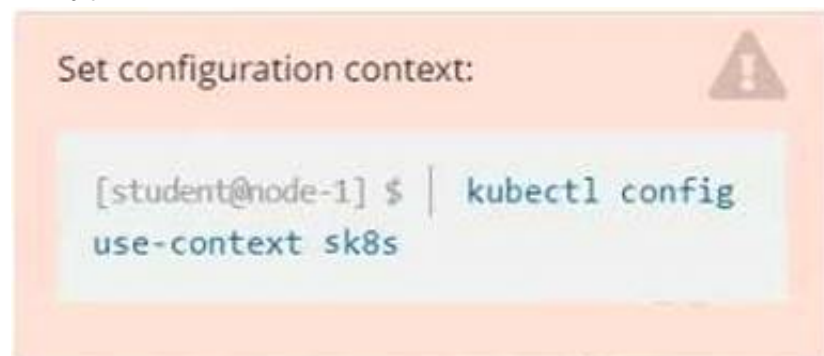 Set configuration context:
[student@node-1] $ | kubectl config
use-context sk8s